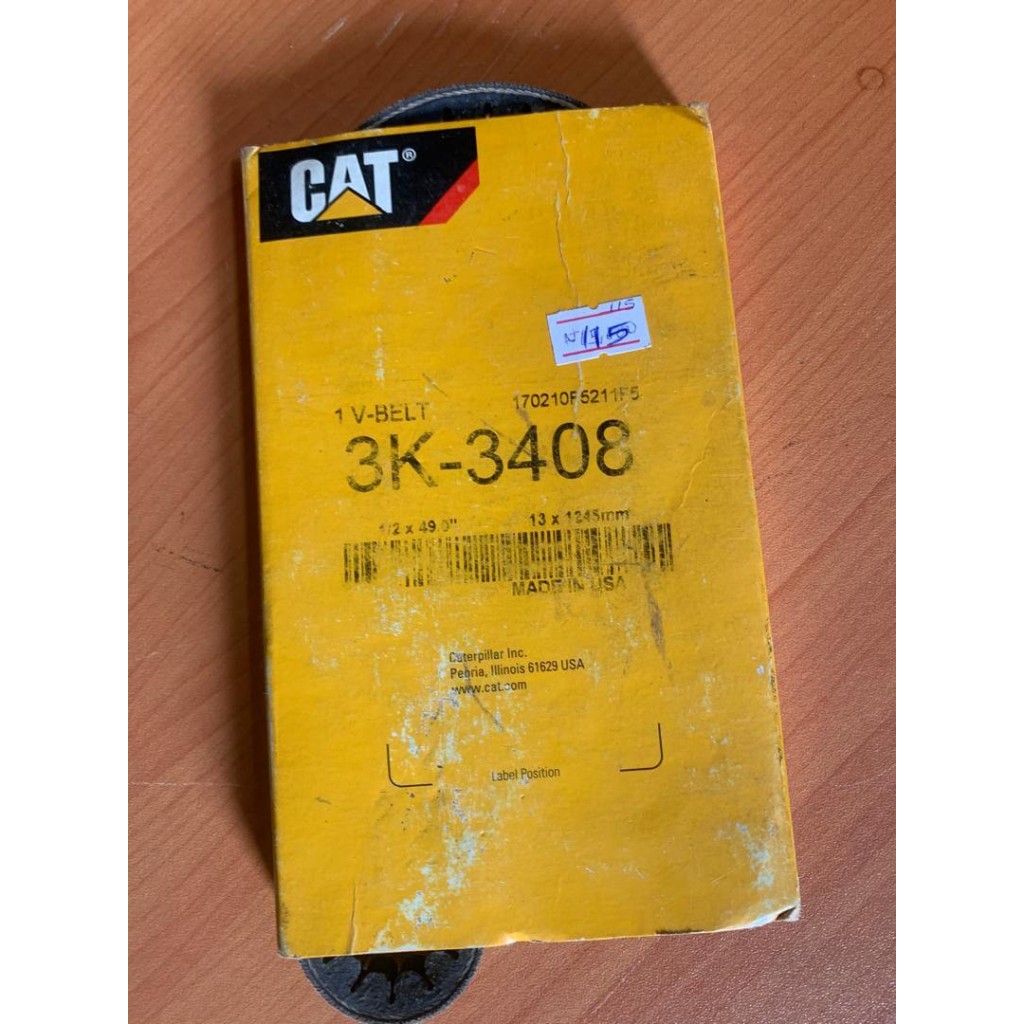 CAT®
115
115
1 V-BELT 170210F5211F5
3K-3408
1/2 x 49.0" 13 x 1245mm
MADE IN USA
Caterpillar Inc.
Peoria, Illinois 61629 USA
www.cat.com
Label Position